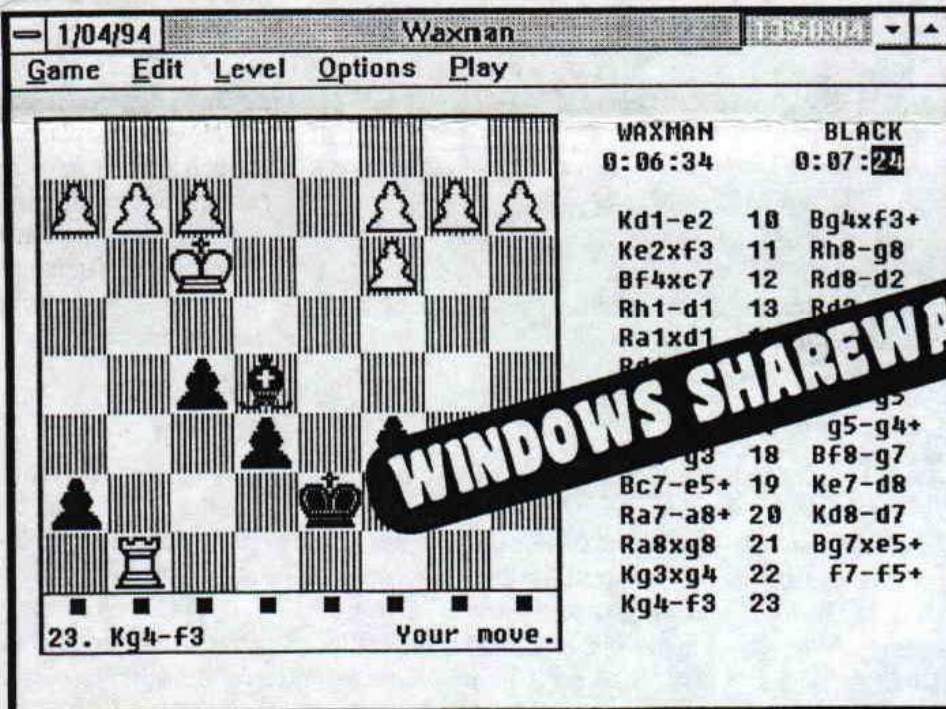 1/04/94 Waxman
Game Edit Level Options Play
WAXMAN BLACK
0:06:34 0:07:24
Kd1-e2 10 Bg4xf3+
Ke2xf3 11 Rh8-g8
Bf4xc7 12 Rd8-d2
Rh1-d1 13
Ra1xd1
WINDOWS
g5-g4+
g3 18 Bf8-g7
Bc7-e5+ 19 Ke7-d8
Ra7-a8+ 20 Kd8-d7
Ra8xg8 21 Bg7xe5+
Kg3xg4 22 f7-f5+
Kg4-f3 23
23. Kg4-f3 Your move.